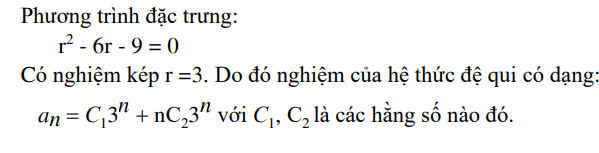 Phương trình đặc trưng:
r² - 6r - 9 = 0
Có nghiệm kép r =3. Do đó nghiệm của hệ thức đệ qui có dạng:
aₙ = C₁3ⁿ + nC₂3ⁿ với C₁, C₂ là các hằng số nào đó.